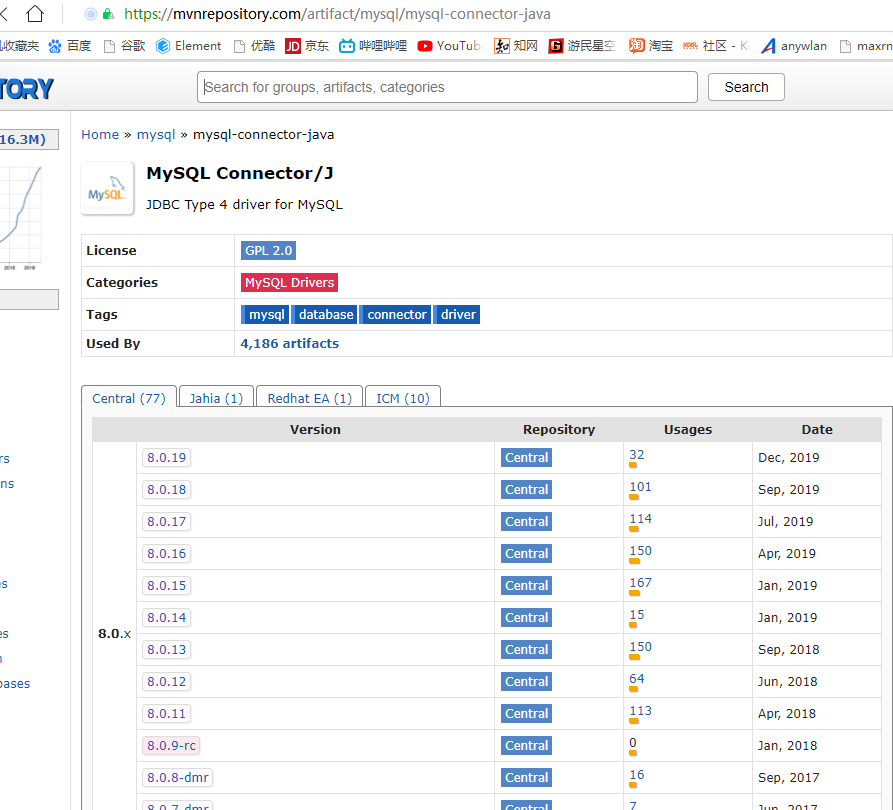 https://mvnrepository.com/artifact/mysql/mysql-connector-java
收藏夹 百度 谷歌 Element 优酷 JD 京东 哔哩哔哩 YouTub 知网 游民星空 淘 淘宝 社区 - K anywlan maxrn
TORY
Search for groups, artifacts, categories
Search
16.3M)
Home » mysql » mysql-connector-java
MySQL Connector/J
MySQL
JDBC Type 4 driver for MySQL
License GPL 2.0
Categories MySQL Drivers
Tags mysql database connector driver
Used By 4,186 artifacts
Central (77) Jahia (1) Redhat EA (1) ICM (10)
Version Repository Usages Date
8.0.19 Central 32 Dec, 2019
rs
8.0.18 Central 101 Sep, 2019
ns
8.0.17 Central 114 Jul, 2019
8.0.16 Central 150 Apr, 2019
8.0.15 Central 167 Jan, 2019
s
8.0.14 Central 15 Jan, 2019
8.0.x
es
8.0.13 Central 150 Sep, 2018
8.0.12 Central 64 Jun, 2018
bases
8.0.11 Central 113 Apr, 2018
8.0.9-rc Central 0 Jan, 2018
8.0.8-dmr Central 16 Sep, 2017
8.0.7-dmr Central 7 Jun, 2017